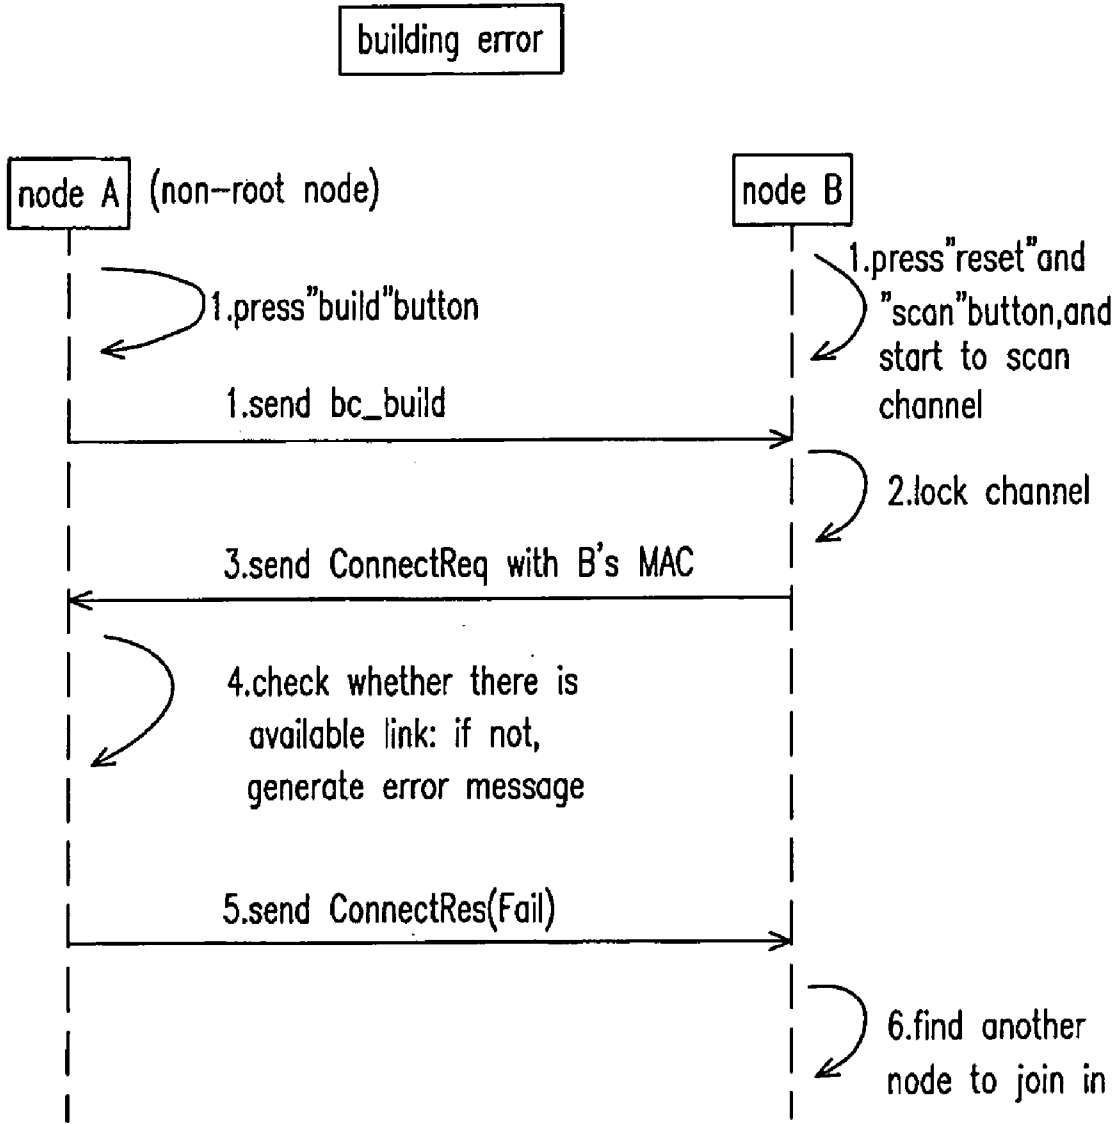 building error
node A (non-root node)
node B
1.press"reset"and
"scan"button,and
start to scan
channel
1.press"build"button
1.send bc_build
2.lock channel
3.send ConnectReq with B's MAC
4.check whether there is
available link: if not,
generate error message
5.send ConnectRes(Fail)
6.find another
node to join in